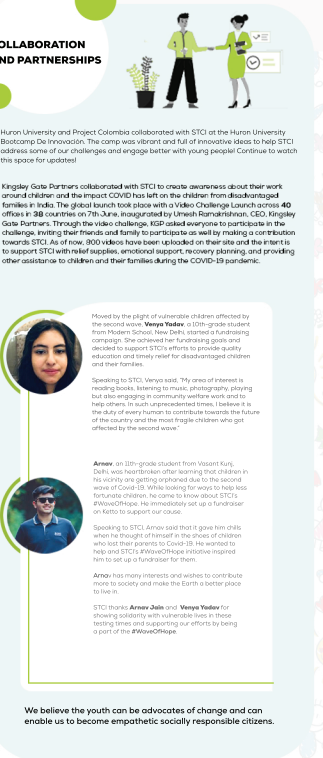 OLLABORATION
ND PARTNERSHIPS
Huron University and Project Colombia collaborated with STCI at the Huron University
Bootcamp De Innovación. The camp was vibrant and full of innovative ideas to help STCI
address some of our challenges and engage better with young people! Continue to watch
this space for updates!
Kingsley Gate Partners collaborated with STCI to create awareness about their work
around children and the impact COVID has left on the children from disadvantaged
families in India. The global launch took place with a Video Challenge Launch across 40
offices in 38 countries on 7th June, inaugurated by Umesh Ramakrishnan, CEO, Kingsley
Gate Partners. Through the video challenge, KGP asked everyone to participate in the
challenge, inviting their friends and family to participate as well by making a contribution
towards STCI. As of now, 900 videos have been uploaded on their site and the intent is
to support STCI with relief supplies, emotional support, recovery planning, and providing
other assistance to children and their families during the COVID-19 pandemic.
Moved by the plight of vulnerable children affected by
the second wave, Venya Yadav, a 10th-grade student
from Modern School, New Delhi, started a fundraising
campaign. She achieved her fundraising goals and
decided to support STCI's efforts to provide quality
education and timely relief for disadvantaged children
and their families.
Speaking to STCI, Venya said, "My area of interest is
reading books, listening to music, photography, playing
but also engaging in community welfare work and to
help others. In such unprecedented times, I believe it is
the duty of every human to contribute towards the future
of the country and the most fragile children who got
affected by the second wave."
Arnav, an 11th-grade student from Vasant Kunj,
Delhi, was heartbroken after learning that children in
his vicinity are getting orphaned due to the second
wave of Covid-19. While looking for ways to help less
fortunate children, he came to know about STCI's
#WaveOfHope. He immediately set up a fundraiser
on Ketto to support our cause.
Speaking to STCI, Arnav said that it gave him chills
when he thought of himself in the shoes of children
who lost their parents to Covid-19. He wanted to
help and STCI's #WaveOfHope initiative inspired
him to set up a fundraiser for them.
Arnav has many interests and wishes to contribute
more to society and make the Earth a better place
to live in.
STCI thanks Arnav Jain and Venya Yadav for
showing solidarity with vulnerable lives in these
testing times and supporting our efforts by being
a part of the #WaveOfHope.
We believe the youth can be advocates of change and can
enable us to become empathetic socially responsible citizens.